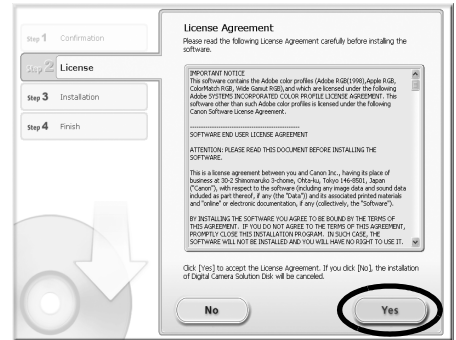 Step 1 Confirmation
Step 2 License
Step 3 Installation
Step 4 Finish
License Agreement
Please read the following License Agreement carefully before installing the
software.
IMPORTANT NOTICE
This software contains the Adobe color profiles (Adobe RGB(1998),Apple RGB,
ColorMatch RGB, Wide Gamut RGB),and which are licensed under the following
Adobe SYSTEMS INCORPORATED COLOR PROFILE LICENSE AGREEMENT. This
software other than such Adobe color profiles is licensed under the following
Canon Software License Agreement.
--------------------------------------------------
SOFTWARE END USER LICENSE AGREEMENT
ATTENTION: PLEASE READ THIS DOCUMENT BEFORE INSTALLING THE
SOFTWARE.
This is a license agreement between you and Canon Inc., having its place of
business at 30-2 Shimomaruko 3-chome, Ohta-ku, Tokyo 146-8501, Japan
("Canon"), with respect to the software (including any image data and sound data
included as part thereof, if any (the "Data")) and its associated printed materials
and "online" or electronic documentation, if any (collectively, the "Software").
BY INSTALLING THE SOFTWARE YOU AGREE TO BE BOUND BY THE TERMS OF
THIS AGREEMENT. IF YOU DO NOT AGREE TO THE TERMS OF THIS AGREEMENT,
PROMPTLY CLOSE THIS INSTALLATION PROGRAM. IN SUCH CASE, THE
SOFTWARE WILL NOT BE INSTALLED AND YOU WILL HAVE NO RIGHT TO USE IT.
Click [Yes] to accept the License Agreement. If you click [No], the installation
of Digital Camera Solution Disk will be canceled.
No
Yes